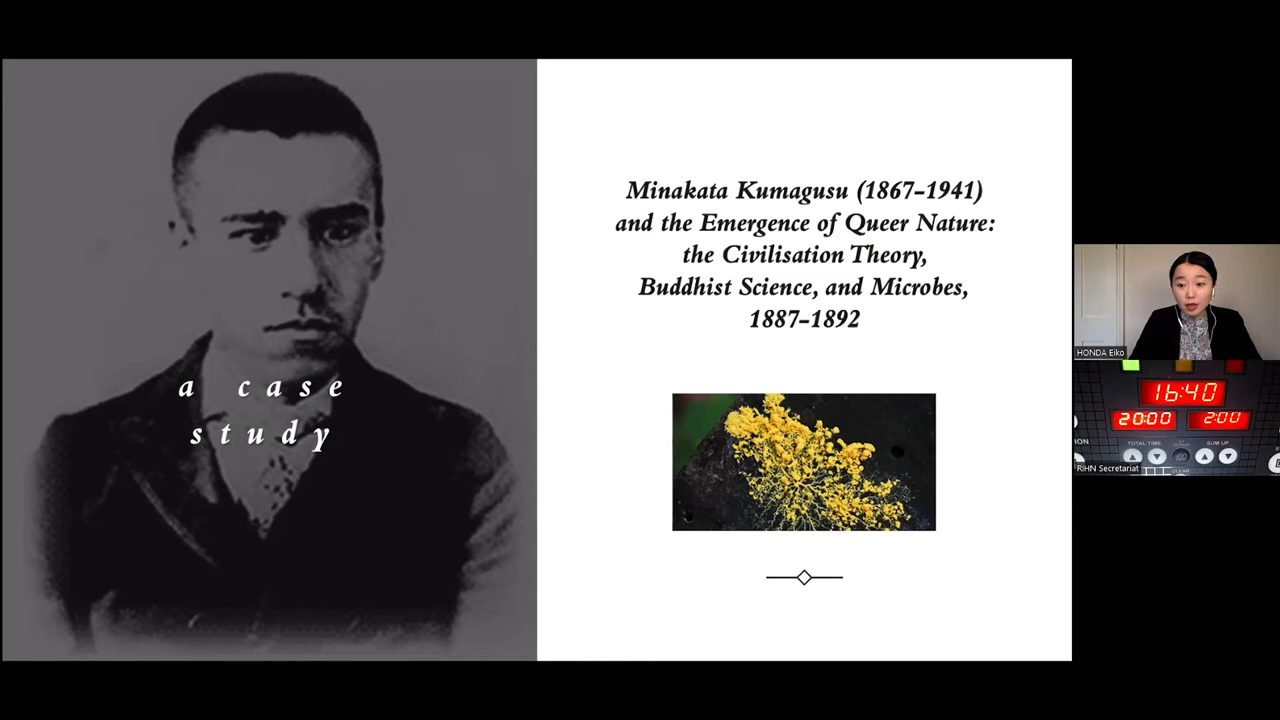 a case
study
Minakata Kumagusu (1867-1941)
and the Emergence of Queer Nature:
the Civilisation Theory,
Buddhist Science, and Microbes,
1887-1892
HONDA Eiko
16:40
20:00 2:00
TOTAL TIME SUM-UP
CLEAR
RIHN Secretariat